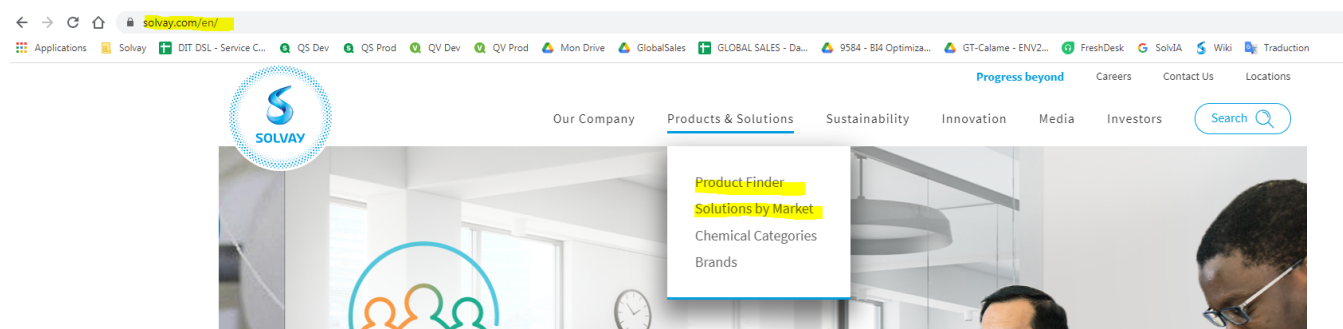 solvay.com/en/
Applications Solvay DIT DSL - Service C... QS Dev QS Prod QV Dev QV Prod Mon Drive GlobalSales GLOBAL SALES - Da... 9584 - BI4 Optimiza... GT-Calame - ENV2... FreshDesk SolvIA Wiki Traduction
Progress beyond Careers Contact Us Locations
SOLVAY
Our Company Products & Solutions Sustainability Innovation Media Investors Search
Product Finder
Solutions by Market
Chemical Categories
Brands